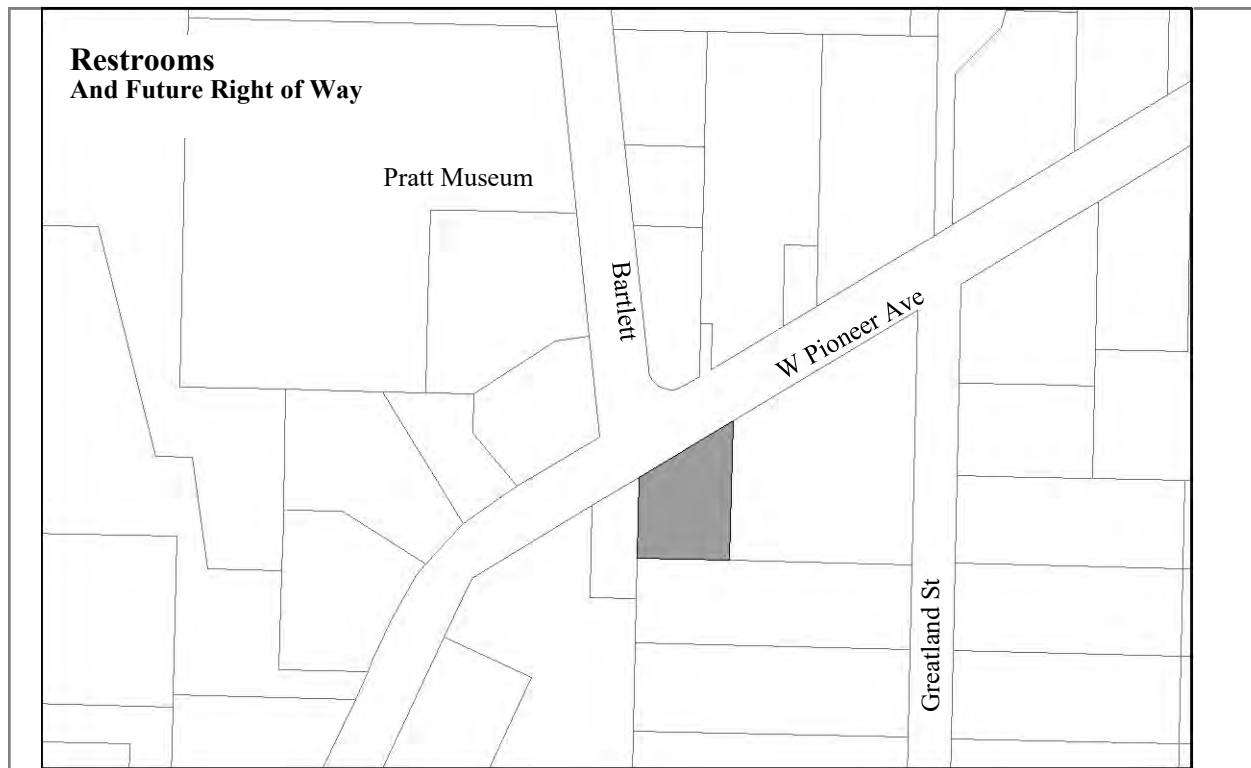 Restrooms
And Future Right of Way
Pratt Museum
Bartlett
W Pioneer Ave
Greatland St